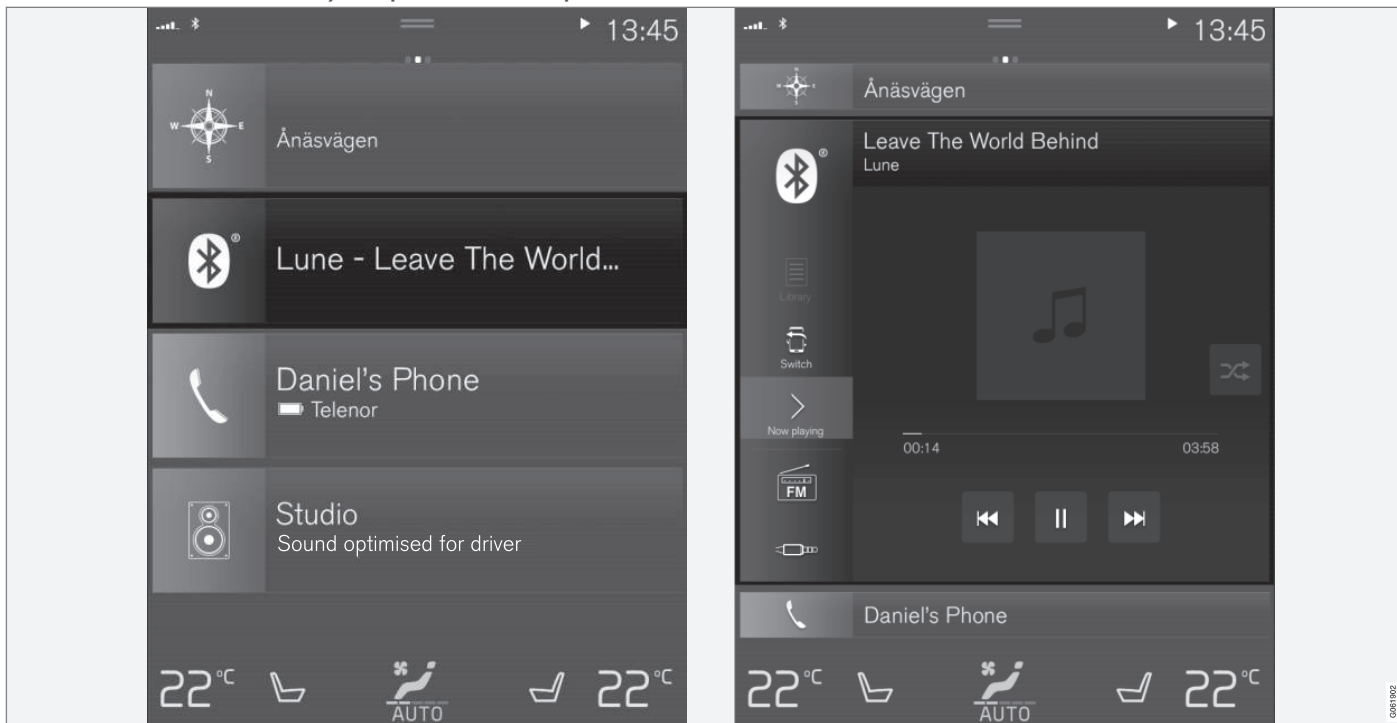 13:45
N
W E
S
Ånäsvägen
® Lune - Leave The World...
Daniel's Phone
Telenor
Studio
Sound optimised for driver
22°C AUTO 22°C
13:45
N
W E
S
Ånäsvägen
® Leave The World Behind
Lune
Library
Switch
Now playing
00:14 03:58
FM
Daniel's Phone
22°C AUTO 22°C
G061902